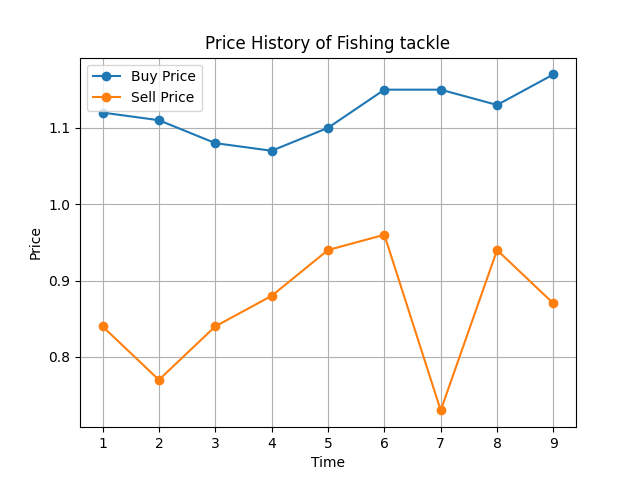 Price History of Fishing tackle
Buy Price
Sell Price
1.1
1.0
0.9
0.8
Price
1 2 3 4 5 6 7 8 9
Time